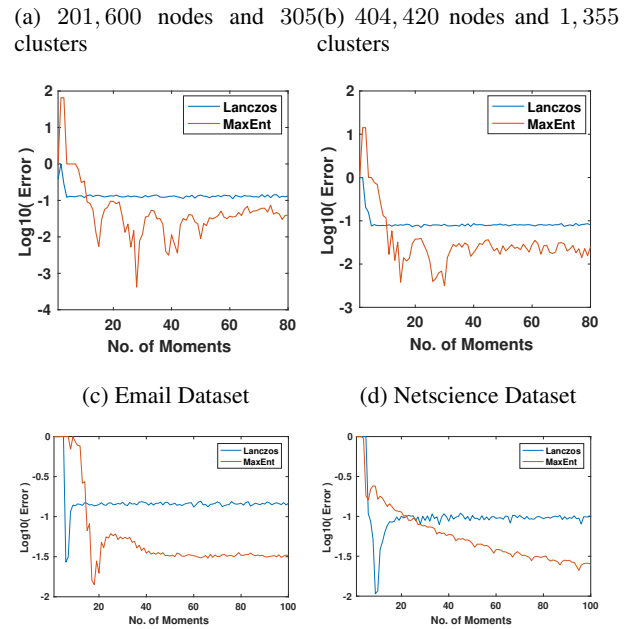 (a) 201,600 nodes and 305
clusters
(b) 404,420 nodes and 1,355
clusters
2
1
0
-1
-2
-3
-4
Log10( Error )
Lanczos
MaxEnt
20 40 60 80
No. of Moments
2
1
0
-1
-2
-3
Log10( Error )
Lanczos
MaxEnt
20 40 60 80
No. of Moments
(c) Email Dataset
(d) Netscience Dataset
0
-0.5
-1
-1.5
-2
Log10( Error )
Lanczos
MaxEnt
20 40 60 80 100
No. of Moments
0
-0.5
-1
-1.5
-2
Log10( Error )
Lanczos
MaxEnt
20 40 60 80 100
No. of Moments